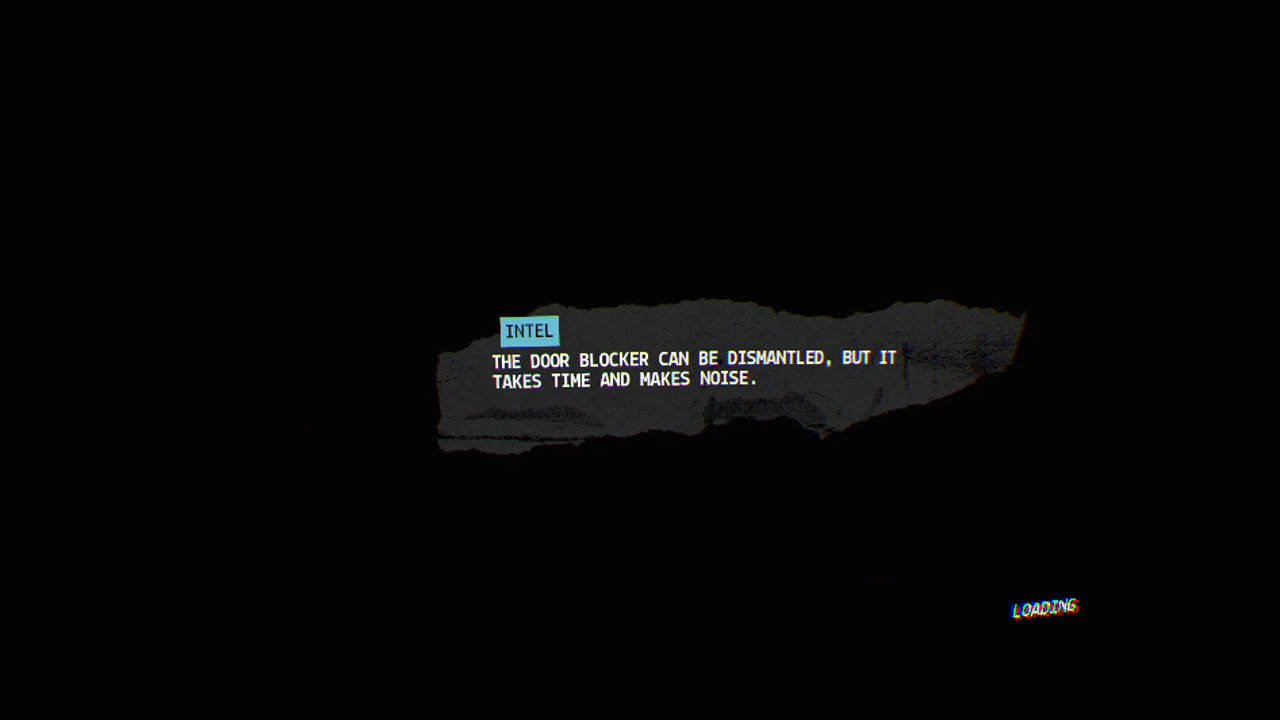 INTEL
THE DOOR BLOCKER CAN BE DISMANTLED, BUT IT
TAKES TIME AND MAKES NOISE.
LOADING